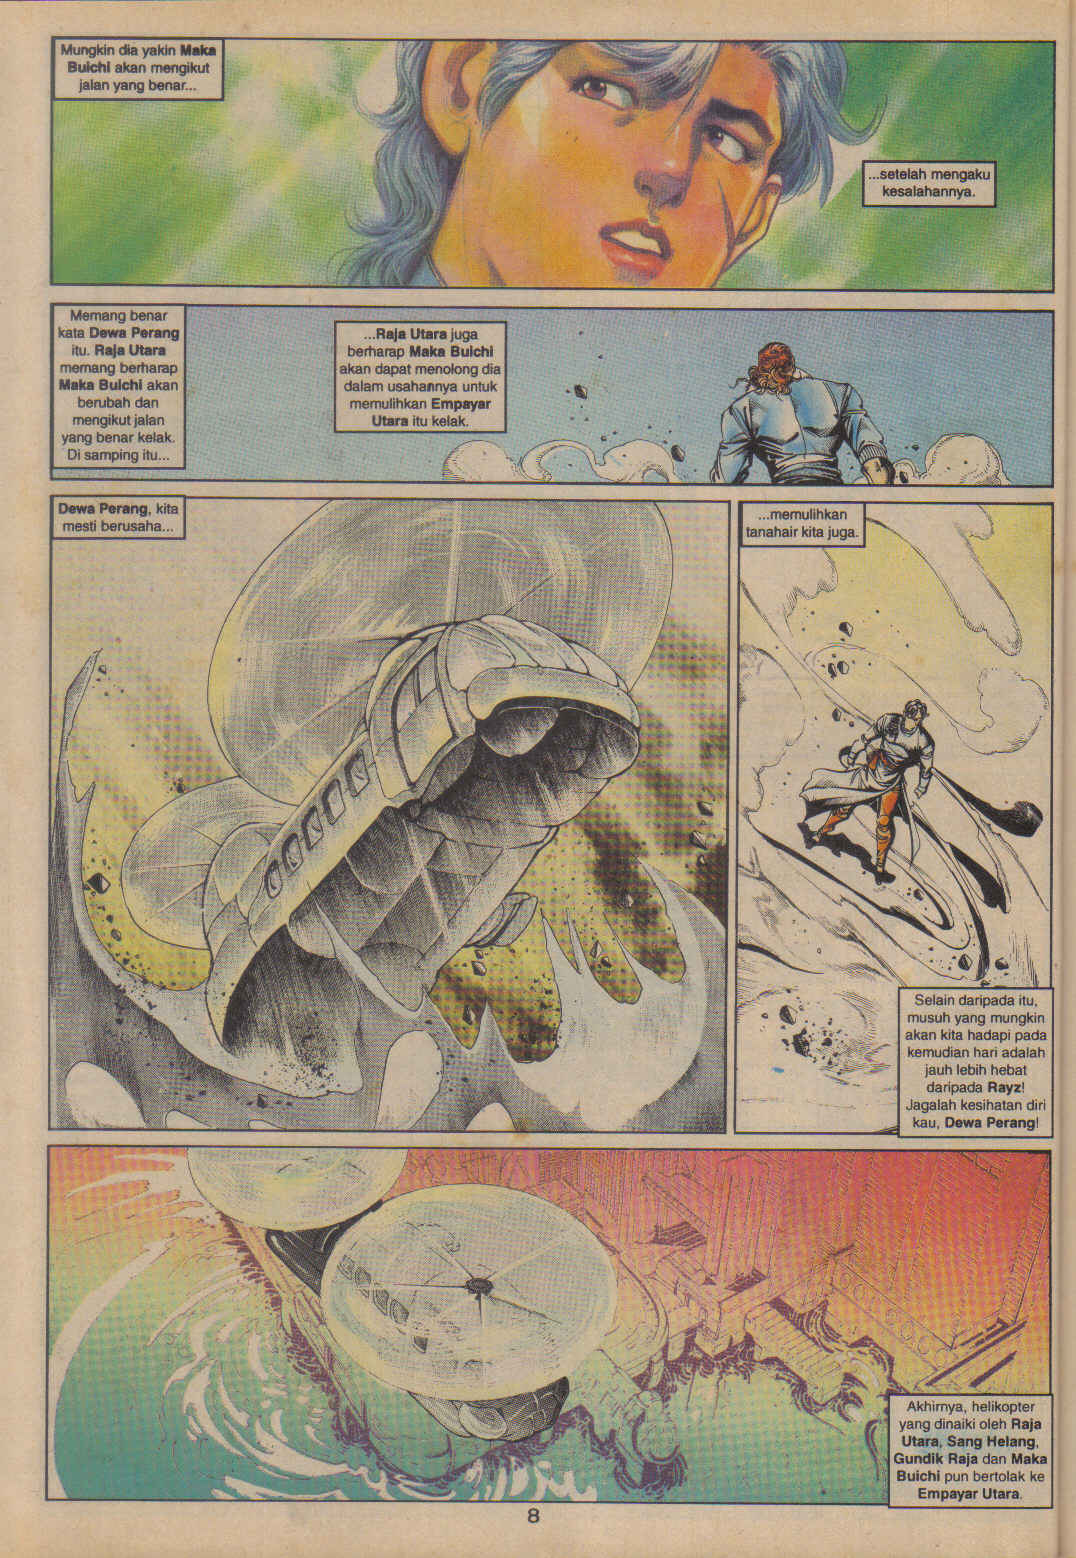 Mungkin dia yakin Maka
Buichi akan mengikut
jalan yang benar...
...setelah mengaku
kesalahannya.
Memang benar
kata Dewa Perang
itu. Raja Utara
memang berharap
Maka Buichi akan
berubah dan
mengikut jalan
yang benar kelak.
Di samping itu...
...Raja Utara juga
berharap Maka Buichi
akan dapat menolong dia
dalam usahannya untuk
memulihkan Empayar
Utara itu kelak.
Dewa Perang, kita
mesti berusaha...
...memulihkan
tanahair kita juga.
Selain daripada itu,
musuh yang mungkin
akan kita hadapi pada
kemudian hari adalah
jauh lebih hebat
daripada Rayz!
Jagalah kesihatan diri
kau, Dewa Perang!
Akhirnya, helikopter
yang dinaiki oleh Raja
Utara, Sang Helang,
Gundik Raja dan Maka
Buichi pun bertolak ke
Empayar Utara.
8